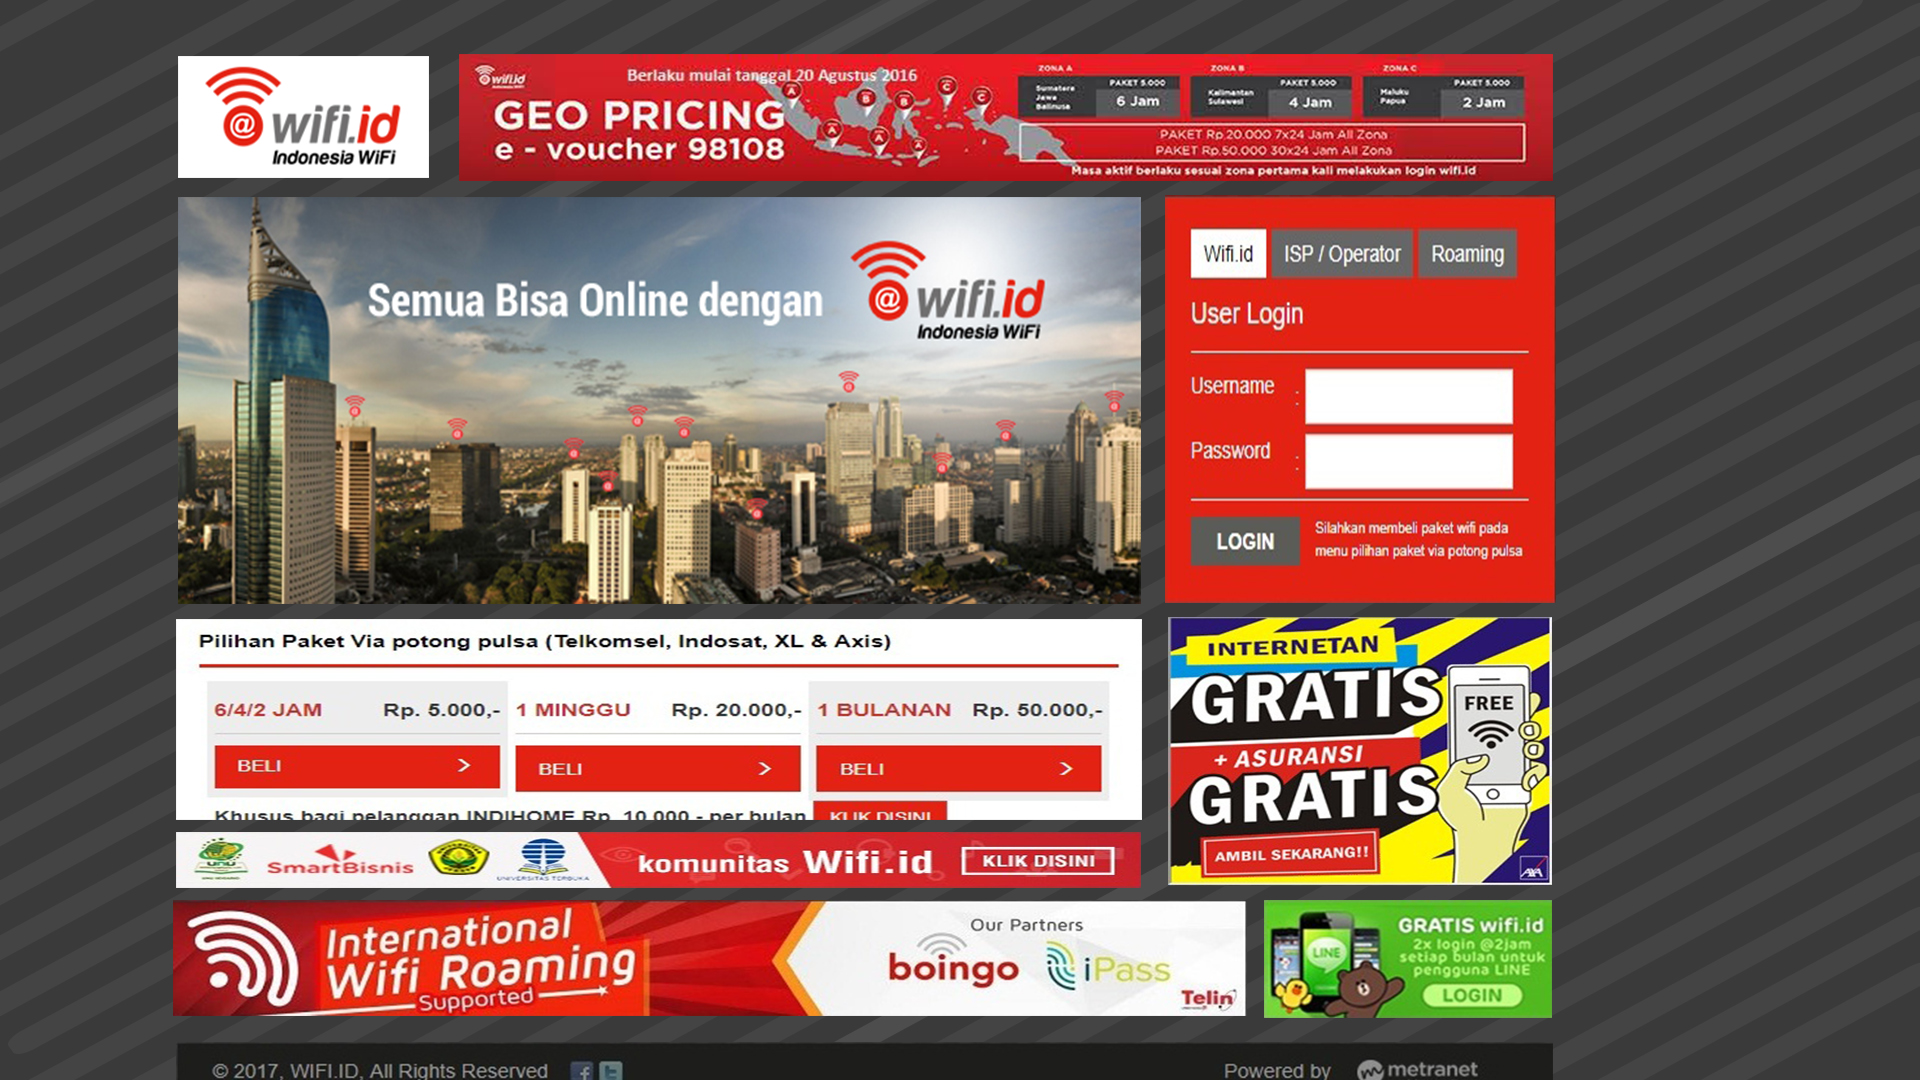 @wifi.id
Indonesia WiFi
@wifi.id
Berlaku mulai tanggal 20 Agustus 2016
GEO PRICING
e - voucher 98108
A
B
B
C
C
A
A
A
ZONA A
Sumatera
Jawa
Balinusa
PAKET 5.000
6 Jam
ZONA B
Kalimantan
Sulawesi
PAKET 5.000
4 Jam
ZONA C
Maluku
Papua
PAKET 5.000
2 Jam
PAKET Rp.20.000 7x24 Jam All Zona
PAKET Rp.50.000 30x24 Jam All Zona
Masa aktif berlaku sesuai zona pertama kali melakukan login wifi.id
Semua Bisa Online dengan
@wifi.id
Indonesia WiFi
Wifi.id
ISP / Operator
Roaming
User Login
Username :
Password :
LOGIN
Silahkan membeli paket wifi pada
menu pilihan paket via potong pulsa
Pilihan Paket Via potong pulsa (Telkomsel, Indosat, XL & Axis)
6/4/2 JAM Rp. 5.000,-
BELI >
1 MINGGU Rp. 20.000,-
BELI >
1 BULANAN Rp. 50.000,-
BELI >
Khusus bagi pelanggan INDIHOME Rp. 10.000,- per bulan
KLIK DISINI
INTERNETAN
GRATIS
+ ASURANSI
GRATIS
AMBIL SEKARANG!!
FREE
AXA
SmartBisnis
UNIVERSITAS TERBUKA
komunitas Wifi.id
KLIK DISINI
International
Wifi Roaming
Supported
Our Partners
boingo
iPass
Telin
LINE
GRATIS wifi.id
2x login @2jam
setiap bulan untuk
pengguna LINE
LOGIN
© 2017, WIFI.ID, All Rights Reserved
Powered by metranet